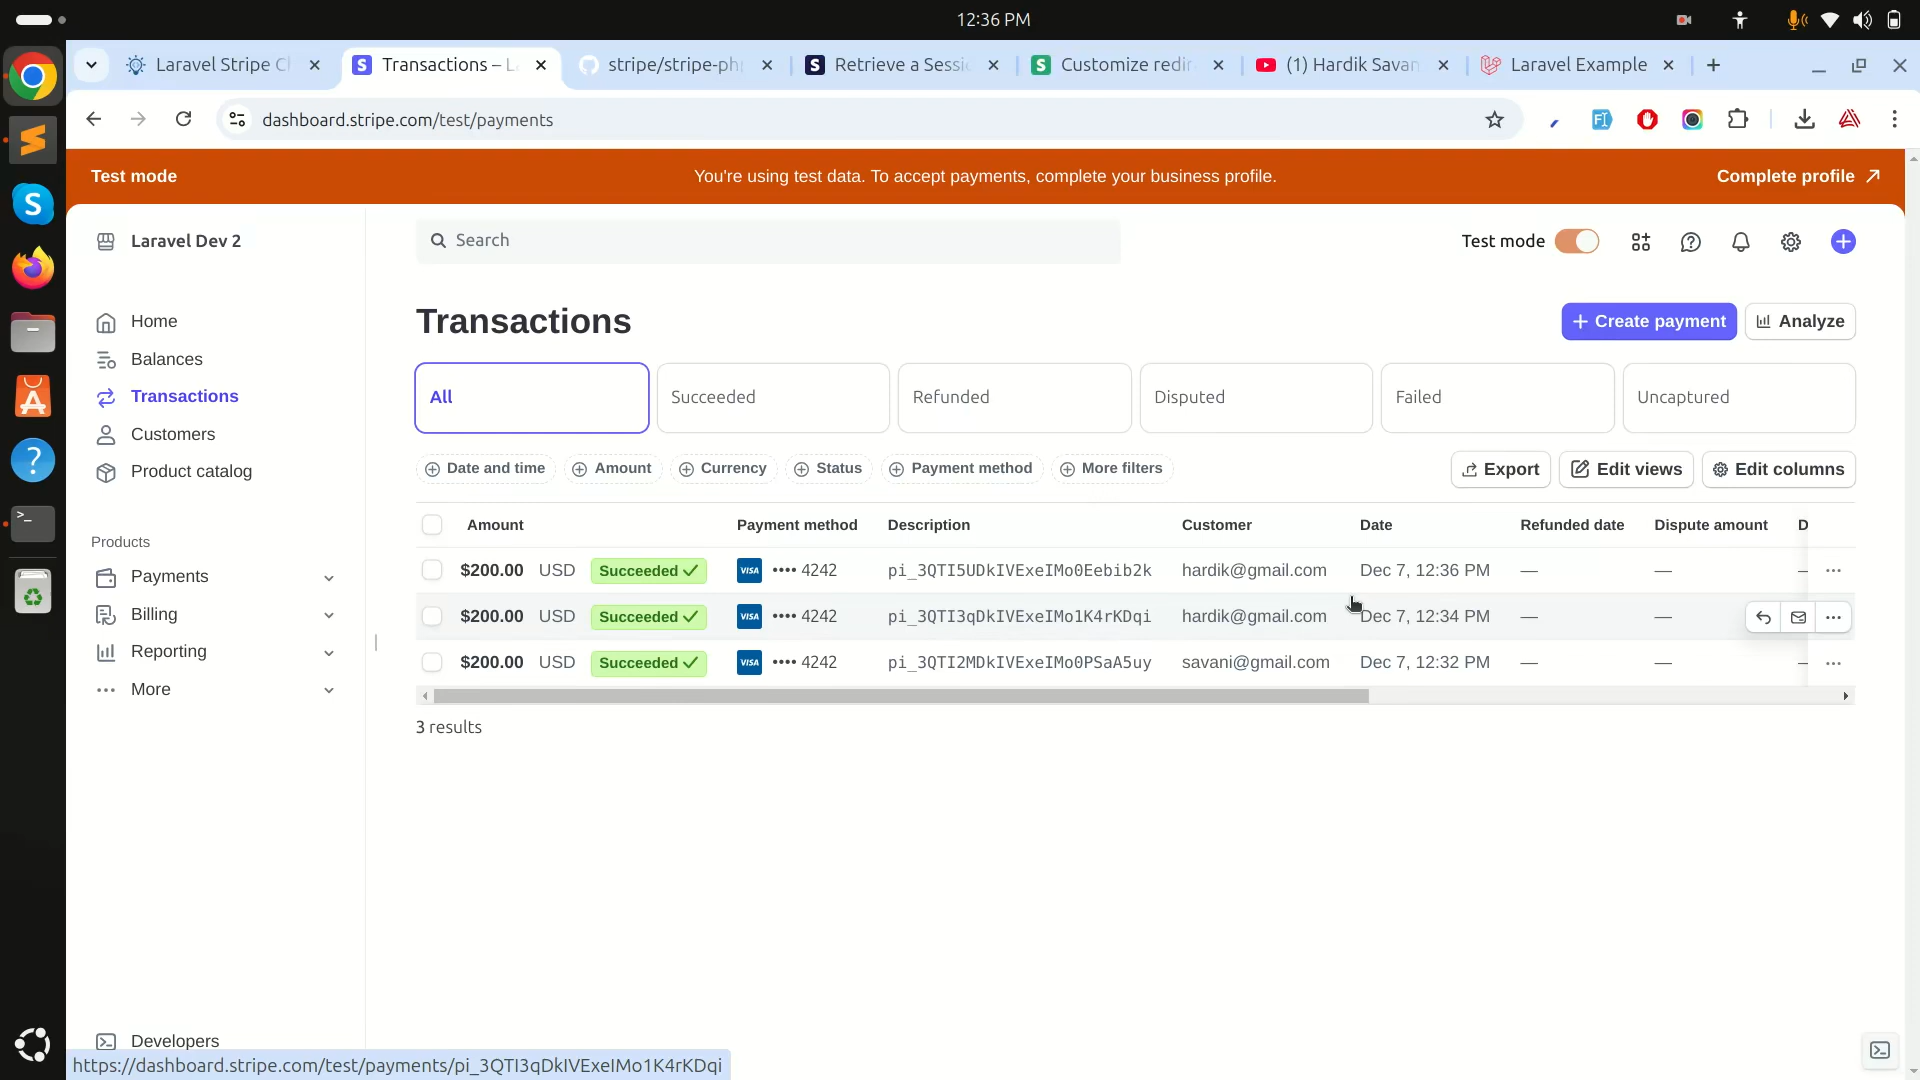 12:36 PM
Laravel Stripe C
Transactions – L
stripe/stripe-ph
Retrieve a Sessi
Customize redir
(1) Hardik Savan
Laravel Example
dashboard.stripe.com/test/payments
Test mode
You're using test data. To accept payments, complete your business profile.
Complete profile
Laravel Dev 2
Search
Test mode
Home
Balances
Transactions
Customers
Product catalog
Products
Payments
Billing
Reporting
More
Developers
Transactions
Create payment
Analyze
All
Succeeded
Refunded
Disputed
Failed
Uncaptured
Date and time
Amount
Currency
Status
Payment method
More filters
Export
Edit views
Edit columns
Amount Payment method Description Customer Date Refunded date Dispute amount D
$200.00 USD Succeeded VISA •••• 4242 pi_3QTI5UDkIVExeIMo0Eebib2k hardik@gmail.com Dec 7, 12:36 PM — — —
$200.00 USD Succeeded VISA •••• 4242 pi_3QTI3qDkIVExeIMo1K4rKDqi hardik@gmail.com Dec 7, 12:34 PM — —
$200.00 USD Succeeded VISA •••• 4242 pi_3QTI2MDkIVExeIMo0PSaA5uy savani@gmail.com Dec 7, 12:32 PM — — —
3 results
https://dashboard.stripe.com/test/payments/pi_3QTI3qDkIVExeIMo1K4rKDqi